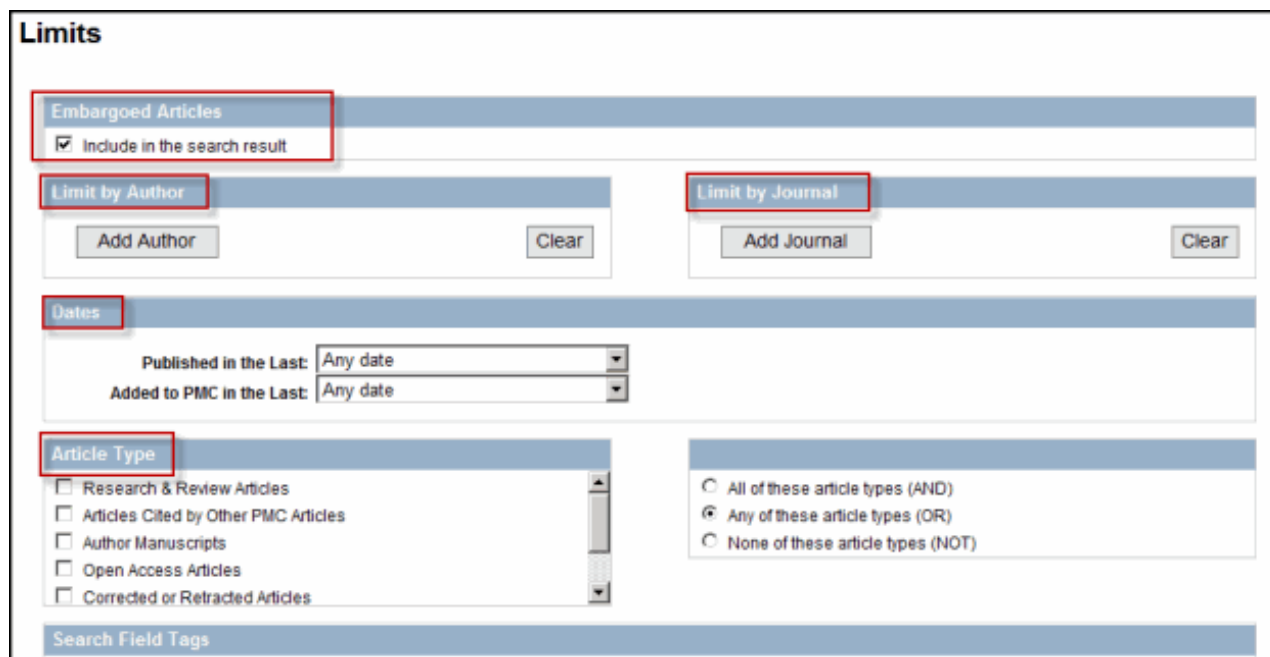 Limits
Embargoed Articles
Include in the search result
Limit by Author
Limit by Journal
Add Author
Clear
Add Journal
Clear
Dates
Published in the Last: Any date
Added to PMC in the Last: Any date
Article Type
Research & Review Articles
Articles Cited by Other PMC Articles
Author Manuscripts
Open Access Articles
Corrected or Retracted Articles
All of these article types (AND)
Any of these article types (OR)
None of these article types (NOT)
Search Field Tags